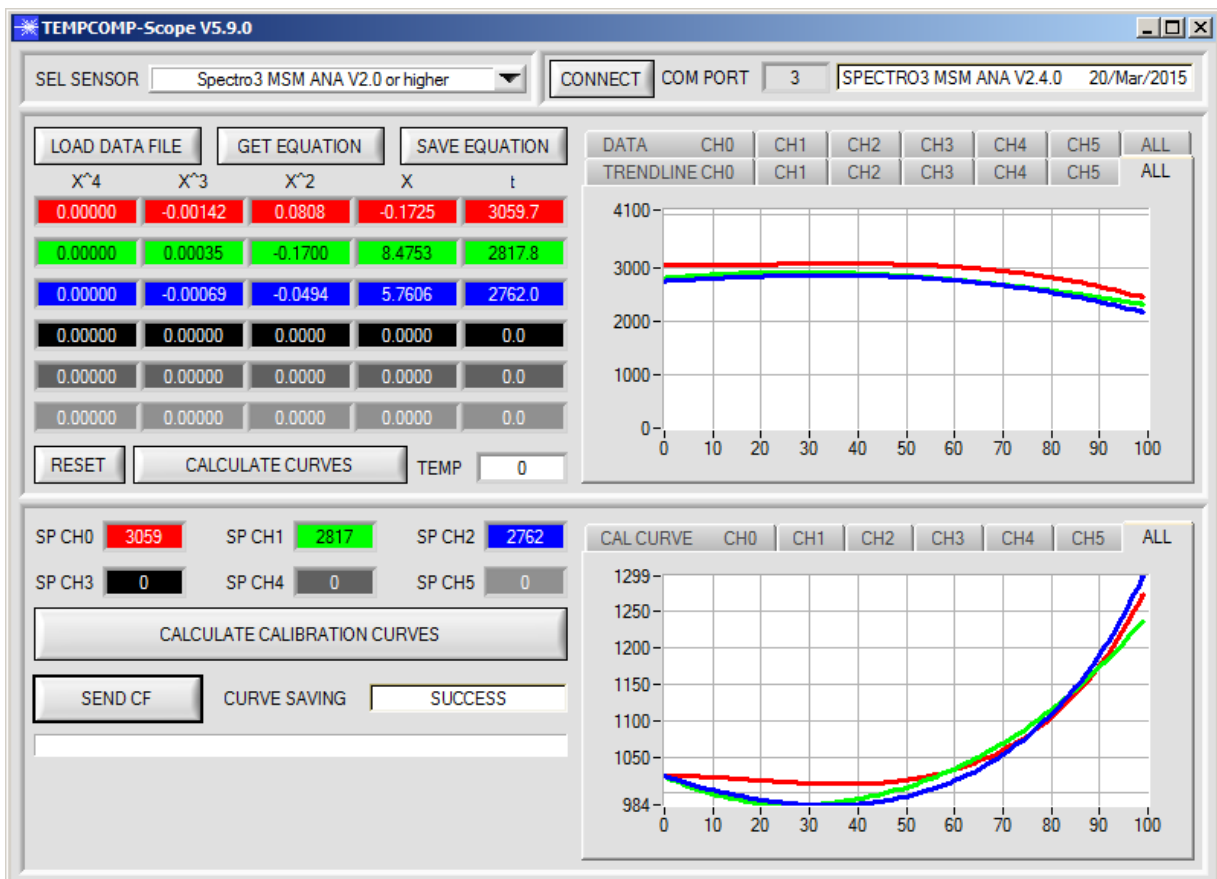 TEMPCOMP-Scope V5.9.0
SEL SENSOR Spectro3 MSM ANA V2.0 or higher CONNECT COM PORT 3 SPECTRO3 MSM ANA V2.4.0 20/Mar/2015
LOAD DATA FILE GET EQUATION SAVE EQUATION
X^4 X^3 X^2 X t
0.00000 -0.00142 0.0808 -0.1725 3059.7
0.00000 0.00035 -0.1700 8.4753 2817.8
0.00000 -0.00069 -0.0494 5.7606 2762.0
0.00000 0.00000 0.0000 0.0000 0.0
0.00000 0.00000 0.0000 0.0000 0.0
0.00000 0.00000 0.0000 0.0000 0.0
RESET CALCULATE CURVES TEMP 0
DATA CH0 CH1 CH2 CH3 CH4 CH5 ALL
TRENDLINE CH0 CH1 CH2 CH3 CH4 CH5 ALL
4100
3000
2000
1000
0
0 10 20 30 40 50 60 70 80 90 100
SP CH0 3059 SP CH1 2817 SP CH2 2762
SP CH3 0 SP CH4 0 SP CH5 0
CALCULATE CALIBRATION CURVES
SEND CF CURVE SAVING SUCCESS
CAL CURVE CH0 CH1 CH2 CH3 CH4 CH5 ALL
1299
1250
1200
1150
1100
1050
984
0 10 20 30 40 50 60 70 80 90 100